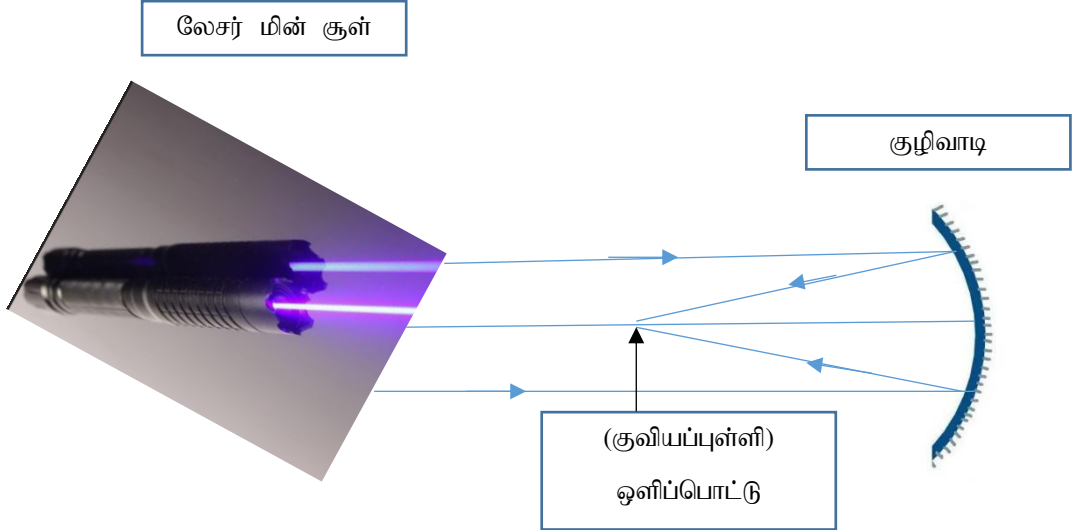 லேசர் மின் சூள்
குழிவாடி
(குவியப்புள்ளி)
ஒளிப்பொட்டு